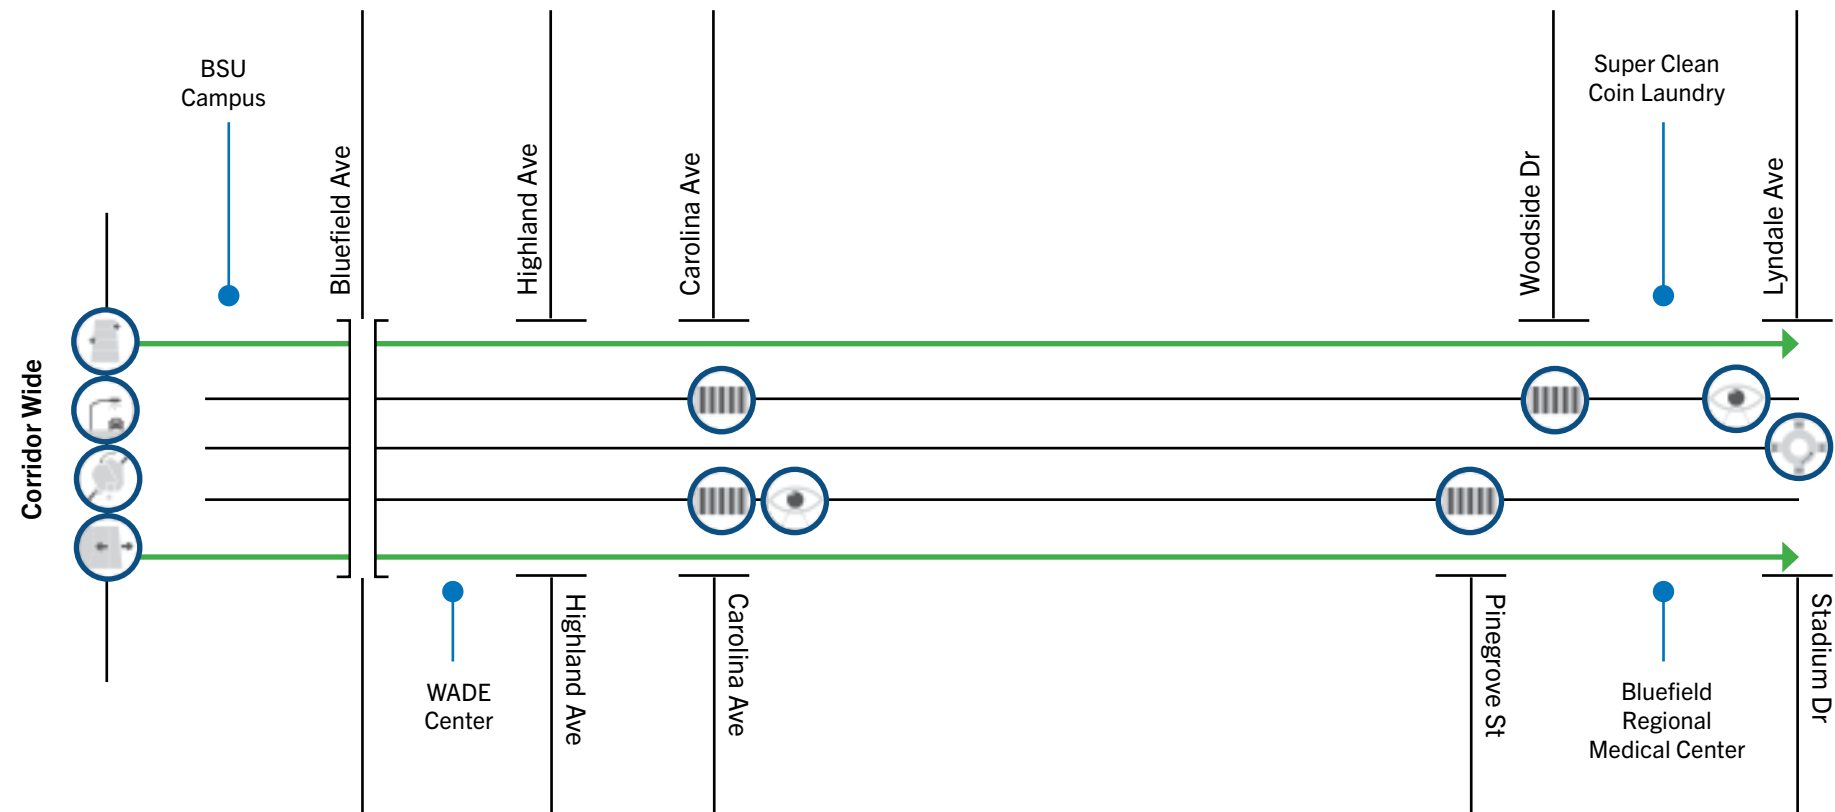 BSU
Campus
Bluefield Ave
Highland Ave
Carolina Ave
Woodside Dr
Super Clean
Coin Laundry
Lyndale Ave
Corridor Wide
WADE
Center
Highland Ave
Carolina Ave
Pinegrove St
Bluefield
Regional
Medical Center
Stadium Dr